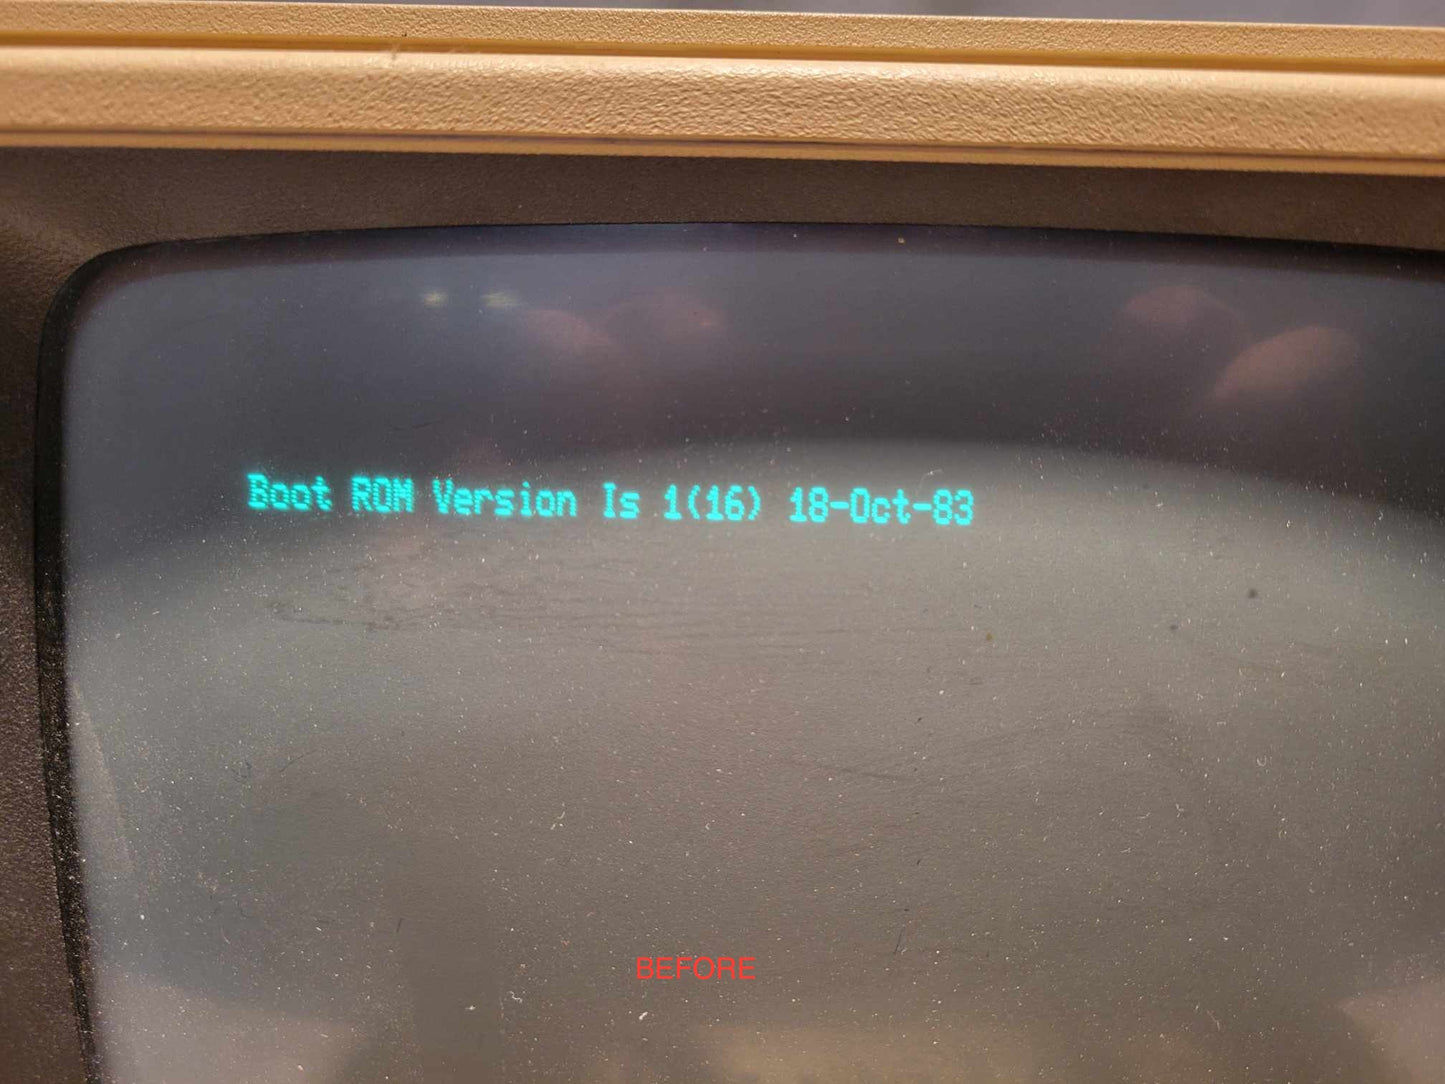 Boot ROM Version Is 1(16) 18-Oct-83
BEFORE